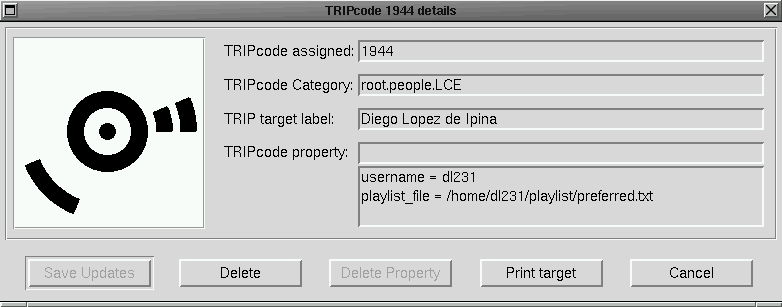 TRIPcode 1944 details
TRIPcode assigned: 1944
TRIPcode Category: root.people.LCE
TRIP target label: Diego Lopez de Ipina
TRIPcode property:
username = dl231
playlist_file = /home/dl231/playlist/preferred.txt
Save Updates Delete Delete Property Print target Cancel